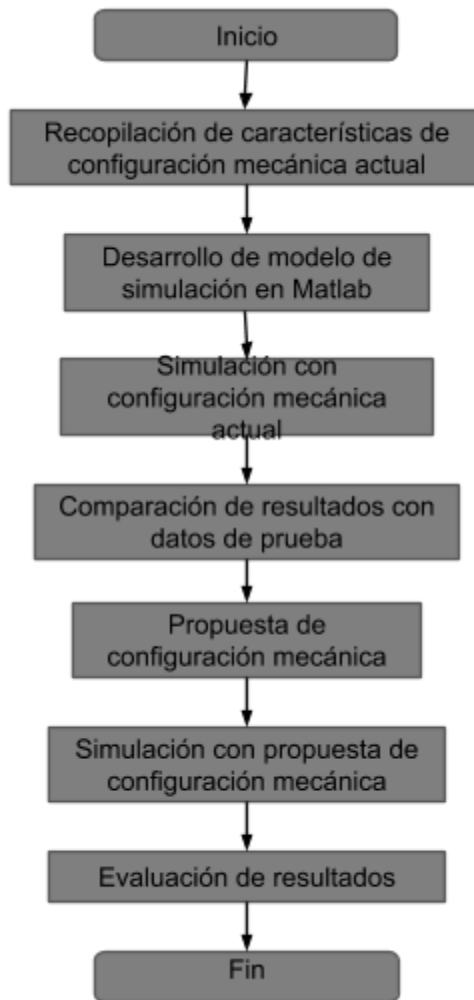 Inicio
Recopilación de características de
configuración mecánica actual
Desarrollo de modelo de
simulación en Matlab
Simulación con
configuración mecánica
actual
Comparación de resultados con
datos de prueba
Propuesta de
configuración mecánica
Simulación con propuesta de
configuración mecánica
Evaluación de resultados
Fin